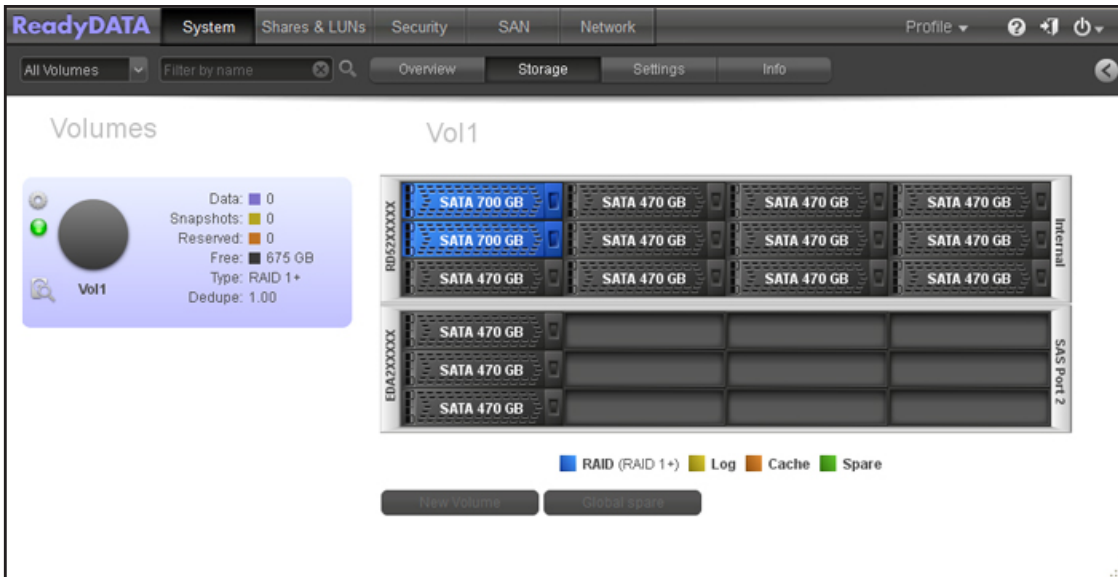 ReadyDATA System Shares & LUNs Security SAN Network Profile
All Volumes Filter by name Overview Storage Settings Info
Volumes
Vol1
Data: 0
Snapshots: 0
Reserved: 0
Free: 675 GB
Type: RAID 1+
Dedupe: 1.00
Vol1
RD52XXXXX
SATA 700 GB SATA 470 GB SATA 470 GB SATA 470 GB
SATA 700 GB SATA 470 GB SATA 470 GB SATA 470 GB
SATA 470 GB SATA 470 GB SATA 470 GB SATA 470 GB
Internal
EDA2XXXXX
SATA 470 GB
SATA 470 GB
SATA 470 GB
SAS Port 2
RAID (RAID 1+) Log Cache Spare
New Volume Global spare